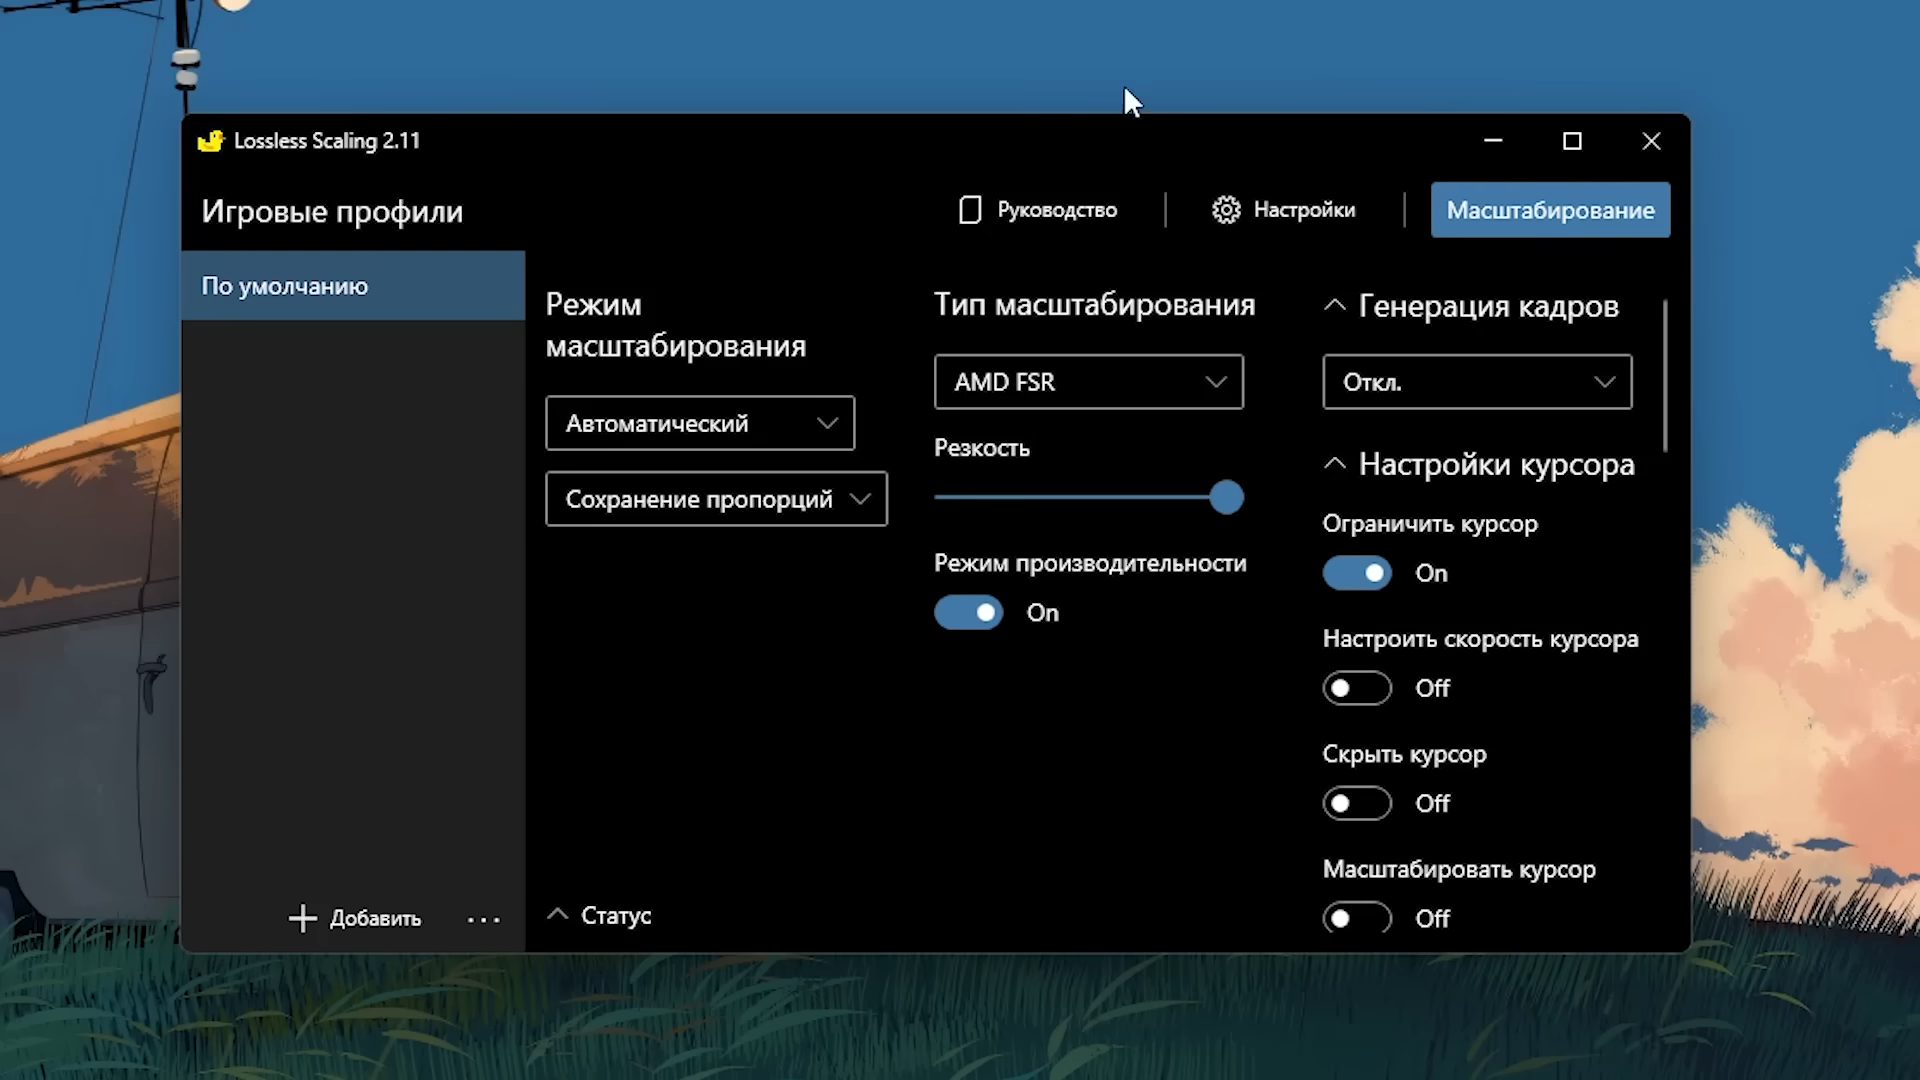 Lossless Scaling 2.11
Игровые профили
Руководство
Настройки
Масштабирование
По умолчанию
Режим
масштабирования
Автоматический
Сохранение пропорций
Тип масштабирования
AMD FSR
Резкость
Режим производительности
On
Генерация кадров
Откл.
Настройки курсора
Ограничить курсор
On
Настроить скорость курсора
Off
Скрыть курсор
Off
Масштабировать курсор
Off
Добавить
Статус